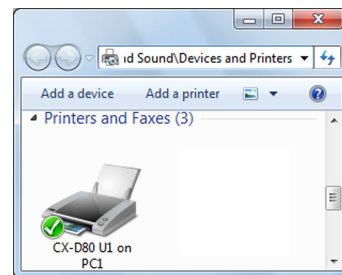 ıd Sound\Devices and Printers
Add a device Add a printer
Printers and Faxes (3)
CX-D80 U1 on
PC1